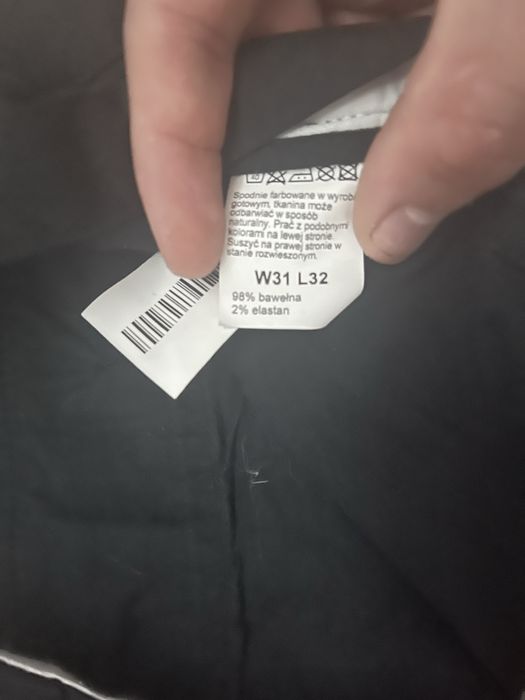 Spodnie farbowane w wyrobie
gotowym, tkanina może
odbarwiać w sposób
naturalny. Prać z podobnymi
kolorami na lewej stronie.
Suszyć na prawej stronie w
stanie rozwieszonym.
W31 L32
98% bawełna
2% elastan